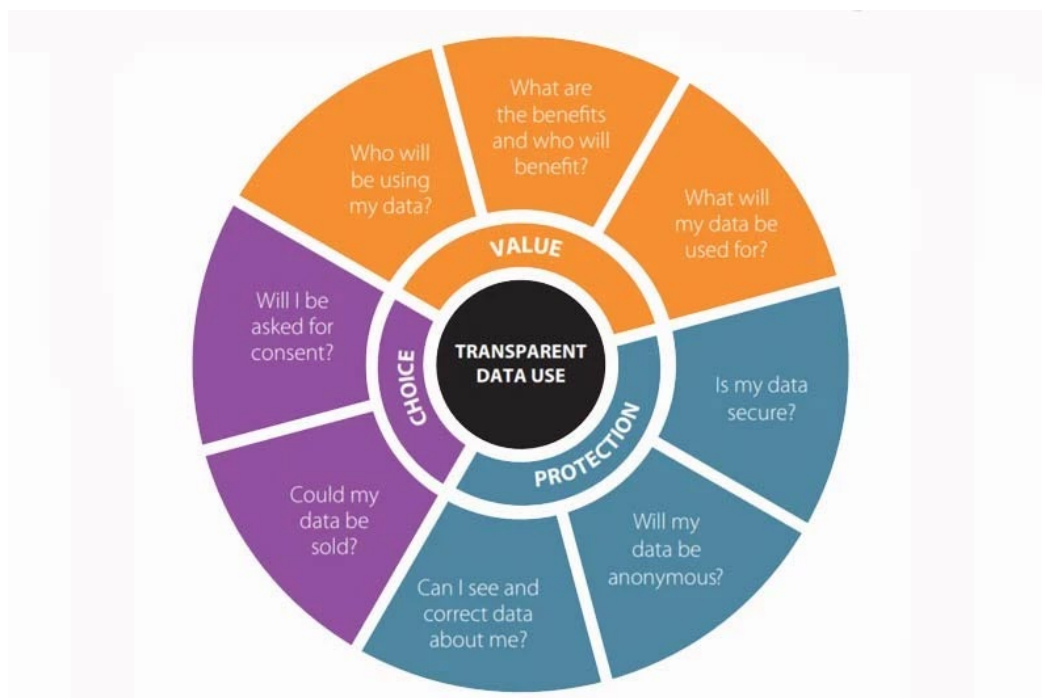 What are
the benefits
and who will
benefit?
What will
my data be
used for?
Is my data
secure?
Will my
data be
anonymous?
Can I see and
correct data
about me?
Could my
data be
sold?
Will I be
asked for
consent?
Who will
be using
my data?
VALUE
PROTECTION
CHOICE
TRANSPARENT
DATA USE